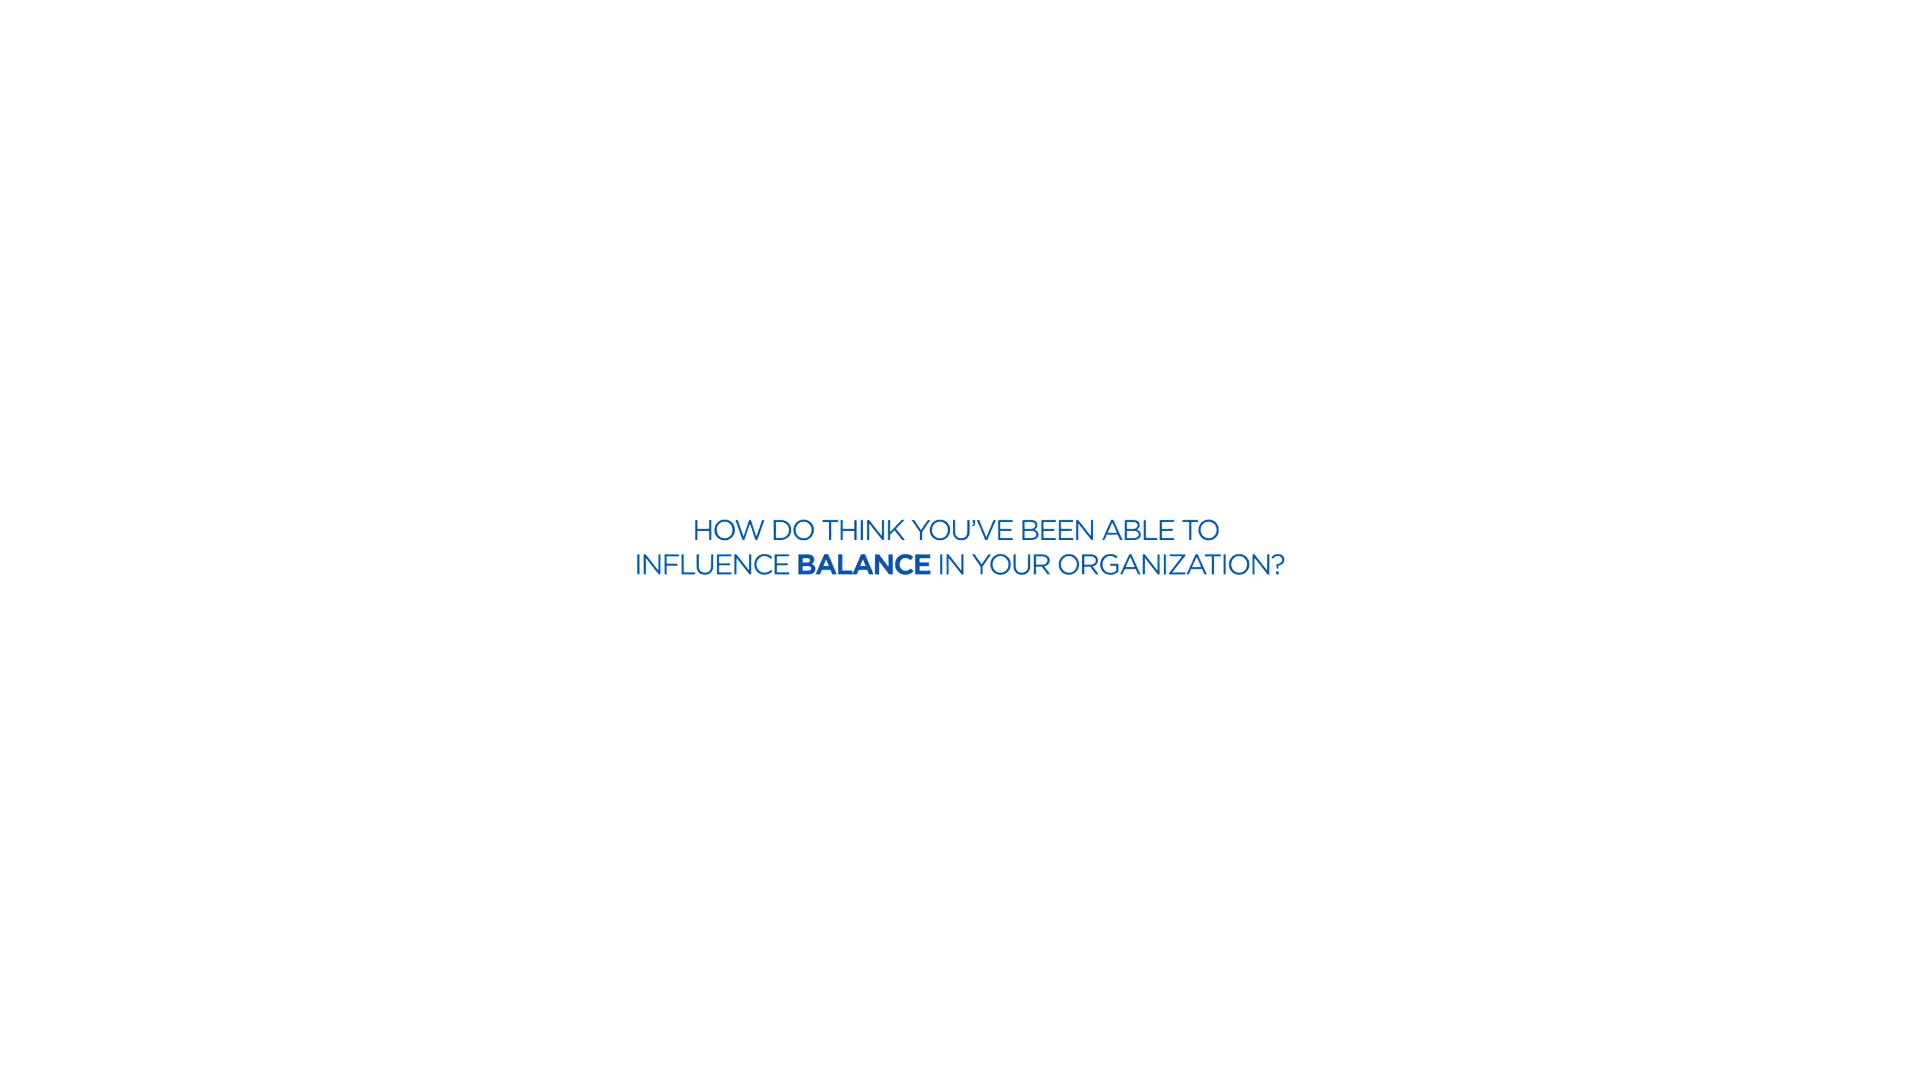 HOW DO THINK YOU’VE BEEN ABLE TO
INFLUENCE BALANCE IN YOUR ORGANIZATION?